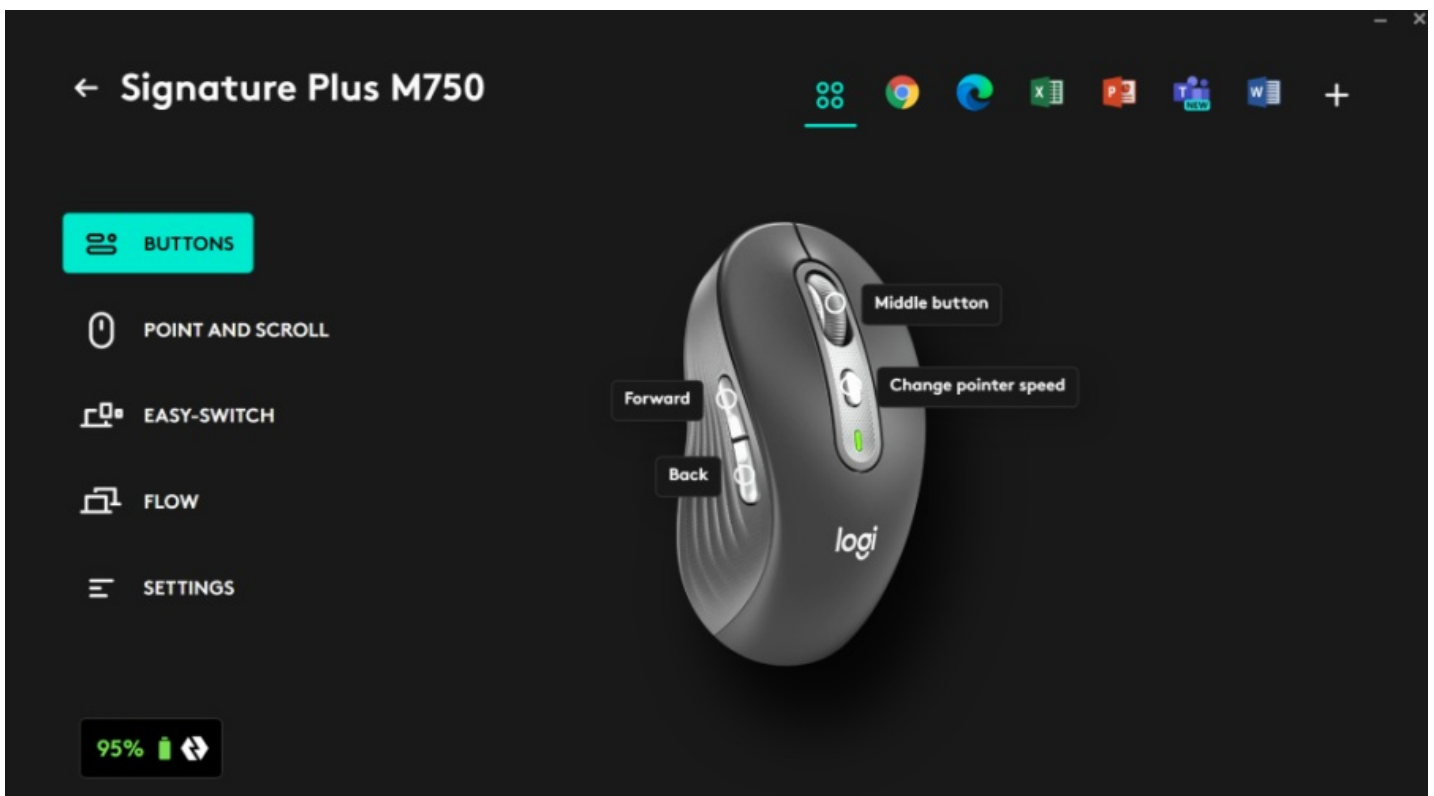 Signature Plus M750
X
P
T
NEW
W
BUTTONS
POINT AND SCROLL
EASY-SWITCH
FLOW
SETTINGS
Middle button
Change pointer speed
Forward
Back
logi
95%